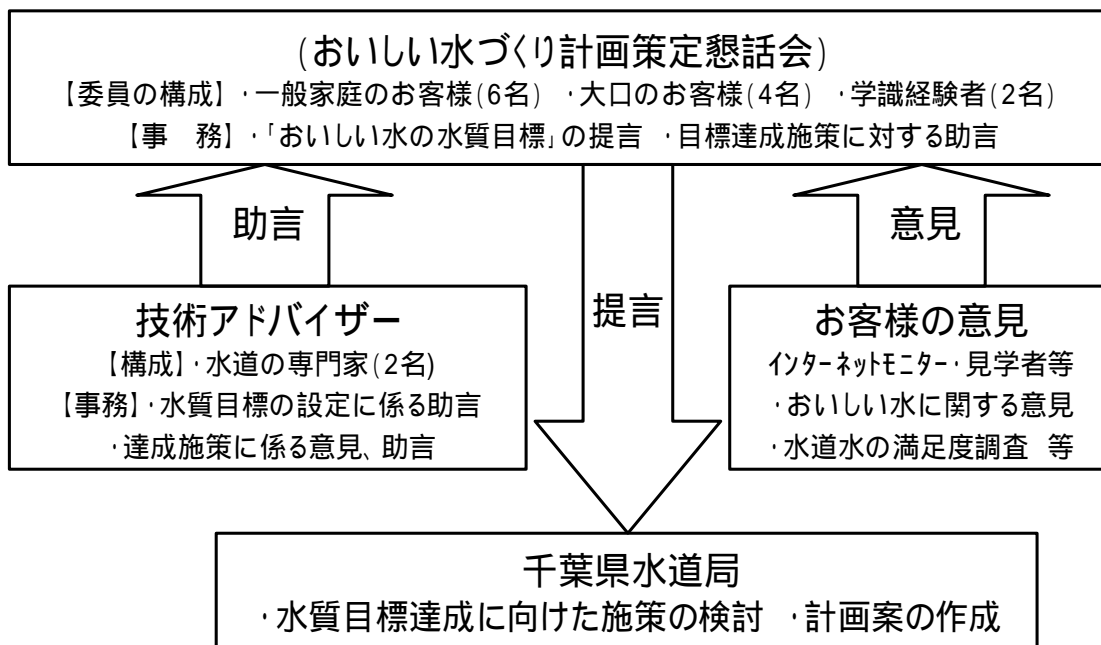 (おいしい水づくり計画策定懇話会)
【委員の構成】・一般家庭のお客様(6名) ・大口のお客様(4名) ・学識経験者(2名)
【事　務】・「おいしい水の水質目標」の提言 ・目標達成施策に対する助言
助言
提言
意見
技術アドバイザー
【構成】・水道の専門家(2名)
【事務】・水質目標の設定に係る助言
・達成施策に係る意見、助言
お客様の意見
インターネットモニター・見学者等
・おいしい水に関する意見
・水道水の満足度調査　等
千葉県水道局
・水質目標達成に向けた施策の検討 ・計画案の作成